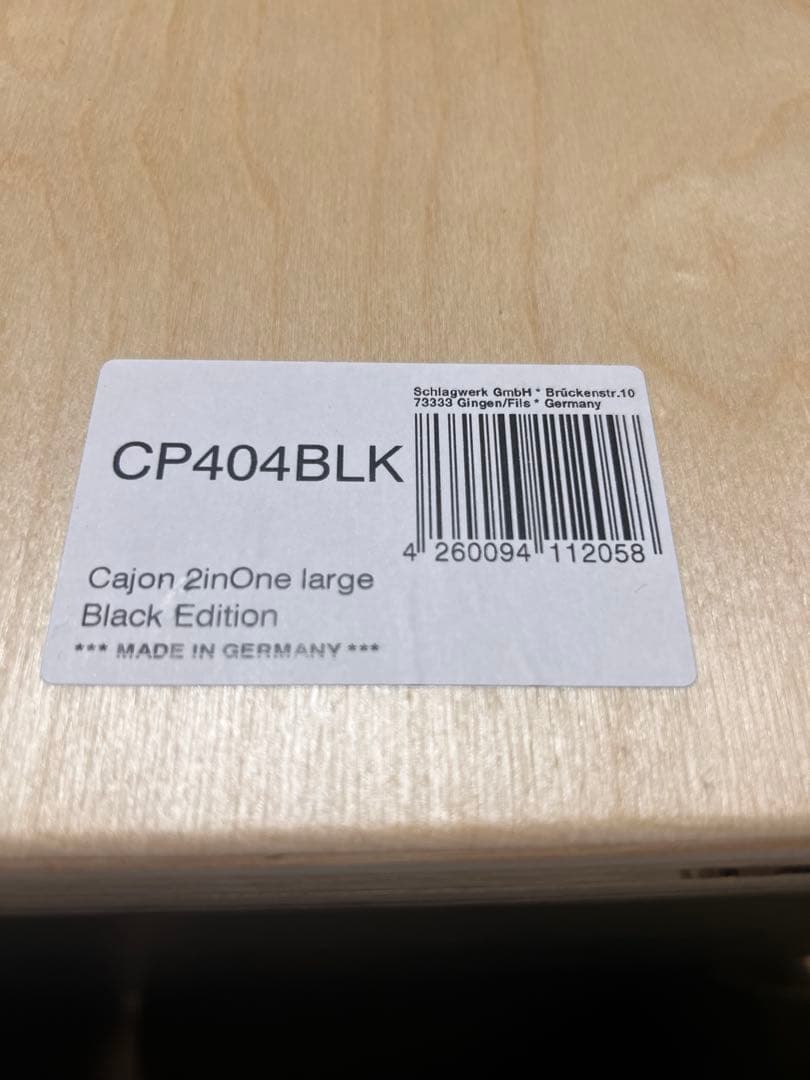 Schlagwerk GmbH * Brückenstr.10
73333 Gingen/Fils * Germany
CP404BLK
4 260094 112058
Cajon 2inOne large
Black Edition
*** MADE IN GERMANY ***